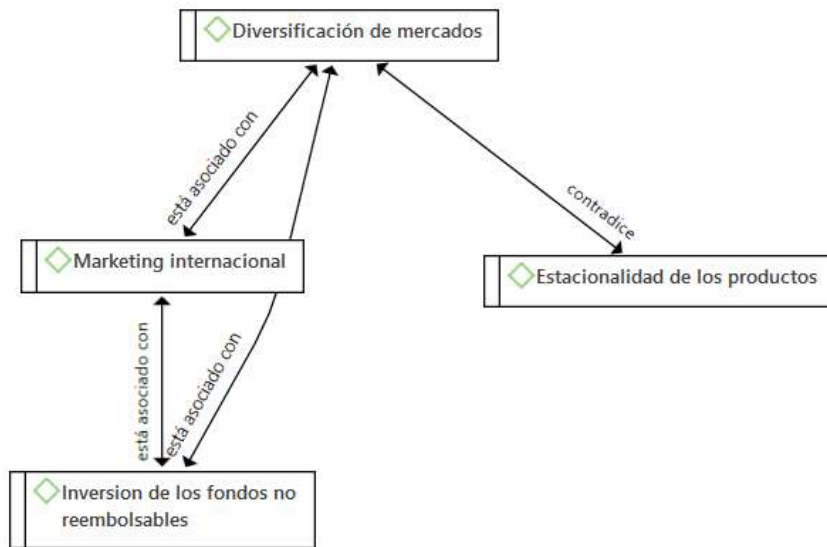 Diversificación de mercados
está asociado con
contradice
Marketing internacional
Estacionalidad de los productos
está asociado con
está asociado con
Inversion de los fondos no
reembolsables